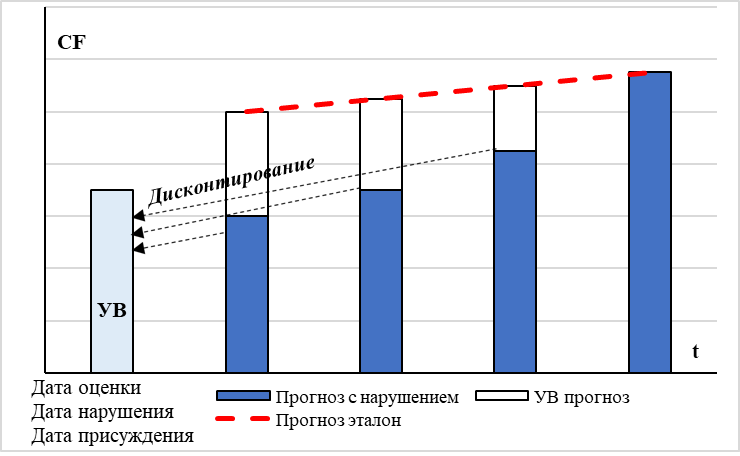 CF
Дисконтирование
УВ
t
Дата оценки
Дата нарушения
Дата присуждения
Прогноз с нарушением
УВ прогноз
Прогноз эталон